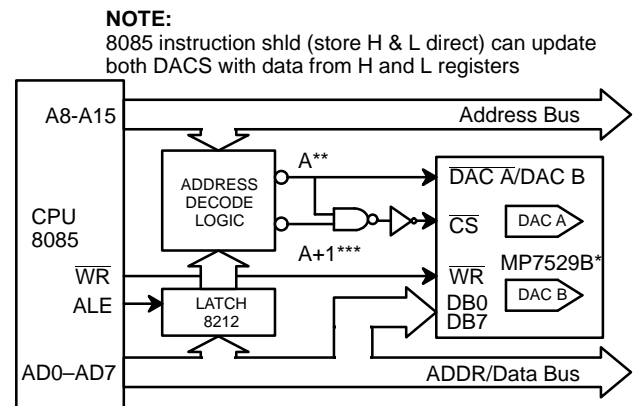 NOTE:
8085 instruction shld (store H & L direct) can update
both DACS with data from H and L registers
A8-A15
Address Bus
A**
ADDRESS
DECODE
LOGIC
DAC A/DAC B
CPU
8085
CS
DAC A
A+1***
WR
WR
MP7529B*
ALE
LATCH
8212
DB0
DB7
DAC B
AD0–AD7
ADDR/Data Bus